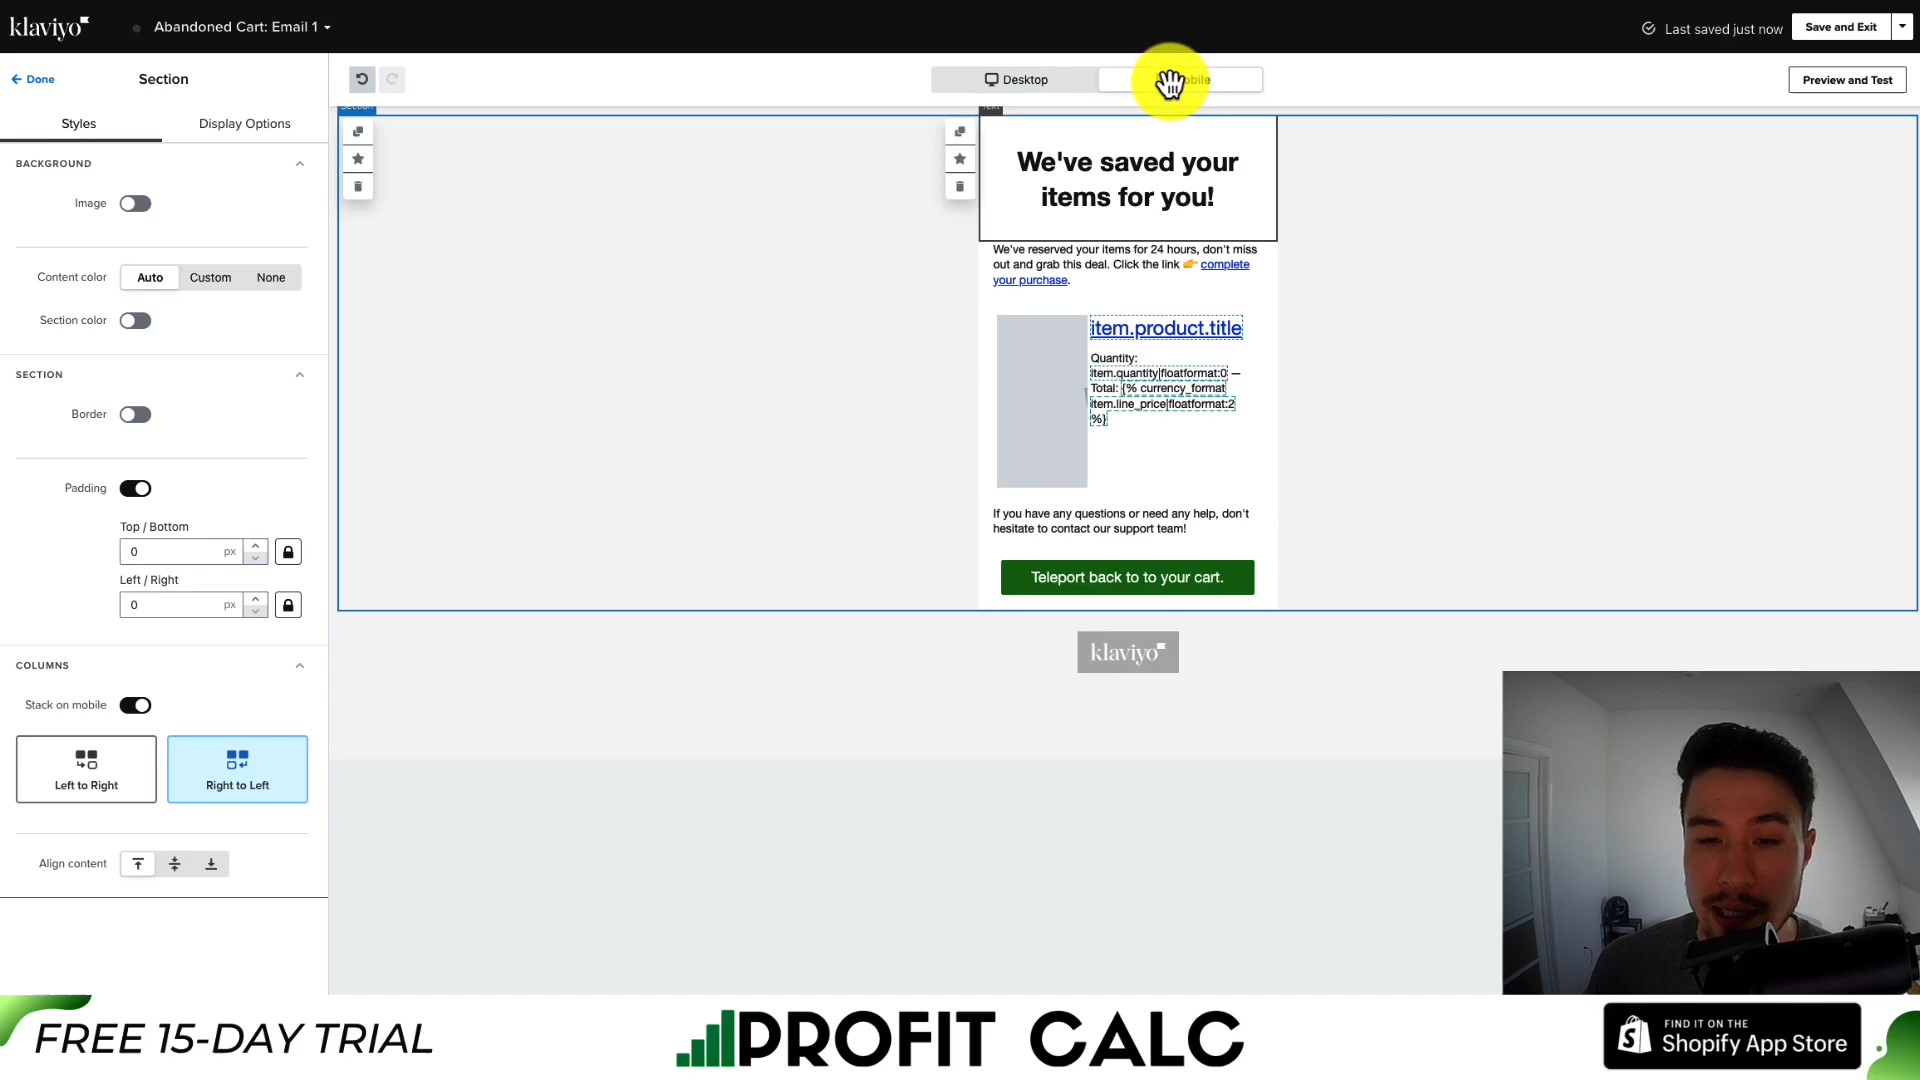 klaviyo
Abandoned Cart: Email 1
Last saved just now
Save and Exit
Done
Section
Desktop
Preview and Test
Styles
Display Options
BACKGROUND
Image
Content color
Auto
Custom
None
Section color
SECTION
Border
Padding
Top / Bottom
0
px
Left / Right
0
px
COLUMNS
Stack on mobile
Left to Right
Right to Left
Align content
Section
Text
We've saved your
items for you!
We've reserved your items for 24 hours, don't miss
out and grab this deal. Click the link 👉 complete
your purchase.
item.product.title
Quantity:
item.quantity|floatformat:0 —
Total: {% currency_format
item.line_price|floatformat:2
%}
If you have any questions or need any help, don't
hesitate to contact our support team!
Teleport back to to your cart.
klaviyo
FREE 15-DAY TRIAL
PROFIT CALC
FIND IT ON THE
Shopify App Store